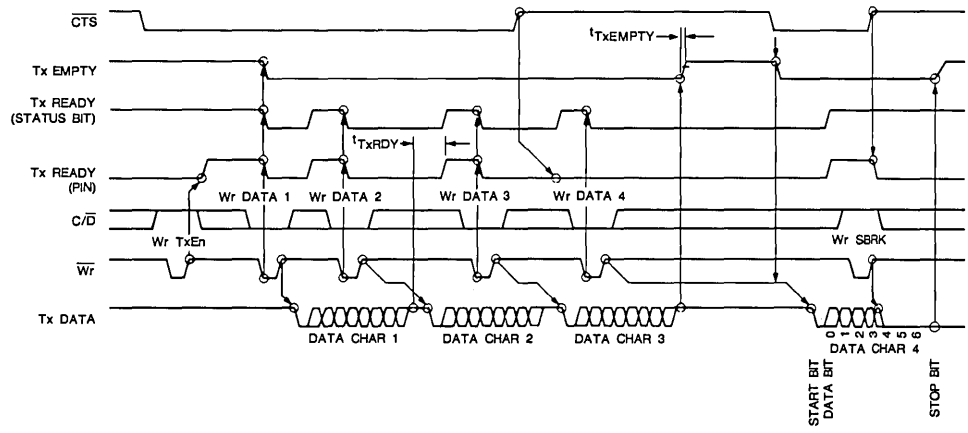 CTS
tTxEMPTY
Tx EMPTY
Tx READY
(STATUS BIT)
tTxRDY
Tx READY
(PIN)
Wr DATA 1 Wr DATA 2 Wr DATA 3 Wr DATA 4
C/D
Wr TxEn Wr SBRK
Wr
Tx DATA
DATA CHAR 1 DATA CHAR 2 DATA CHAR 3 0 1 2 3 4 5 6
DATA CHAR 4
START BIT
DATA BIT
STOP BIT